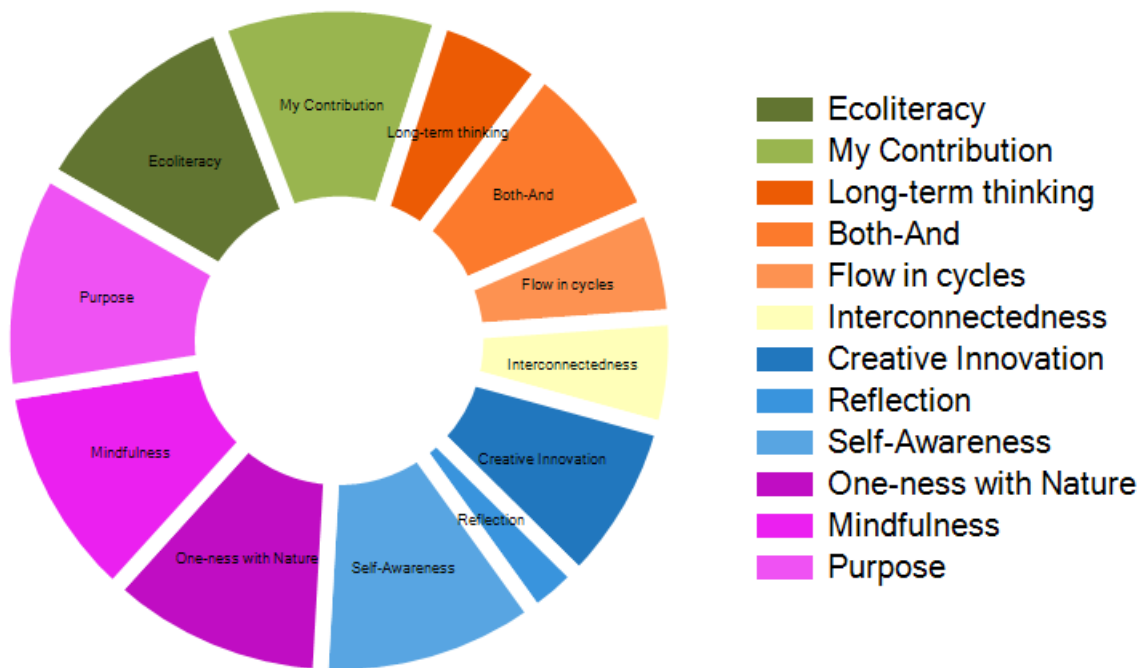 My Contribution
Long-term thinking
Ecoliteracy
Both-And
Flow in cycles
Purpose
Interconnectedness
Mindfulness
Creative Innovation
Reflection
One-ness with Nature
Self-Awareness
Ecoliteracy
My Contribution
Long-term thinking
Both-And
Flow in cycles
Interconnectedness
Creative Innovation
Reflection
Self-Awareness
One-ness with Nature
Mindfulness
Purpose